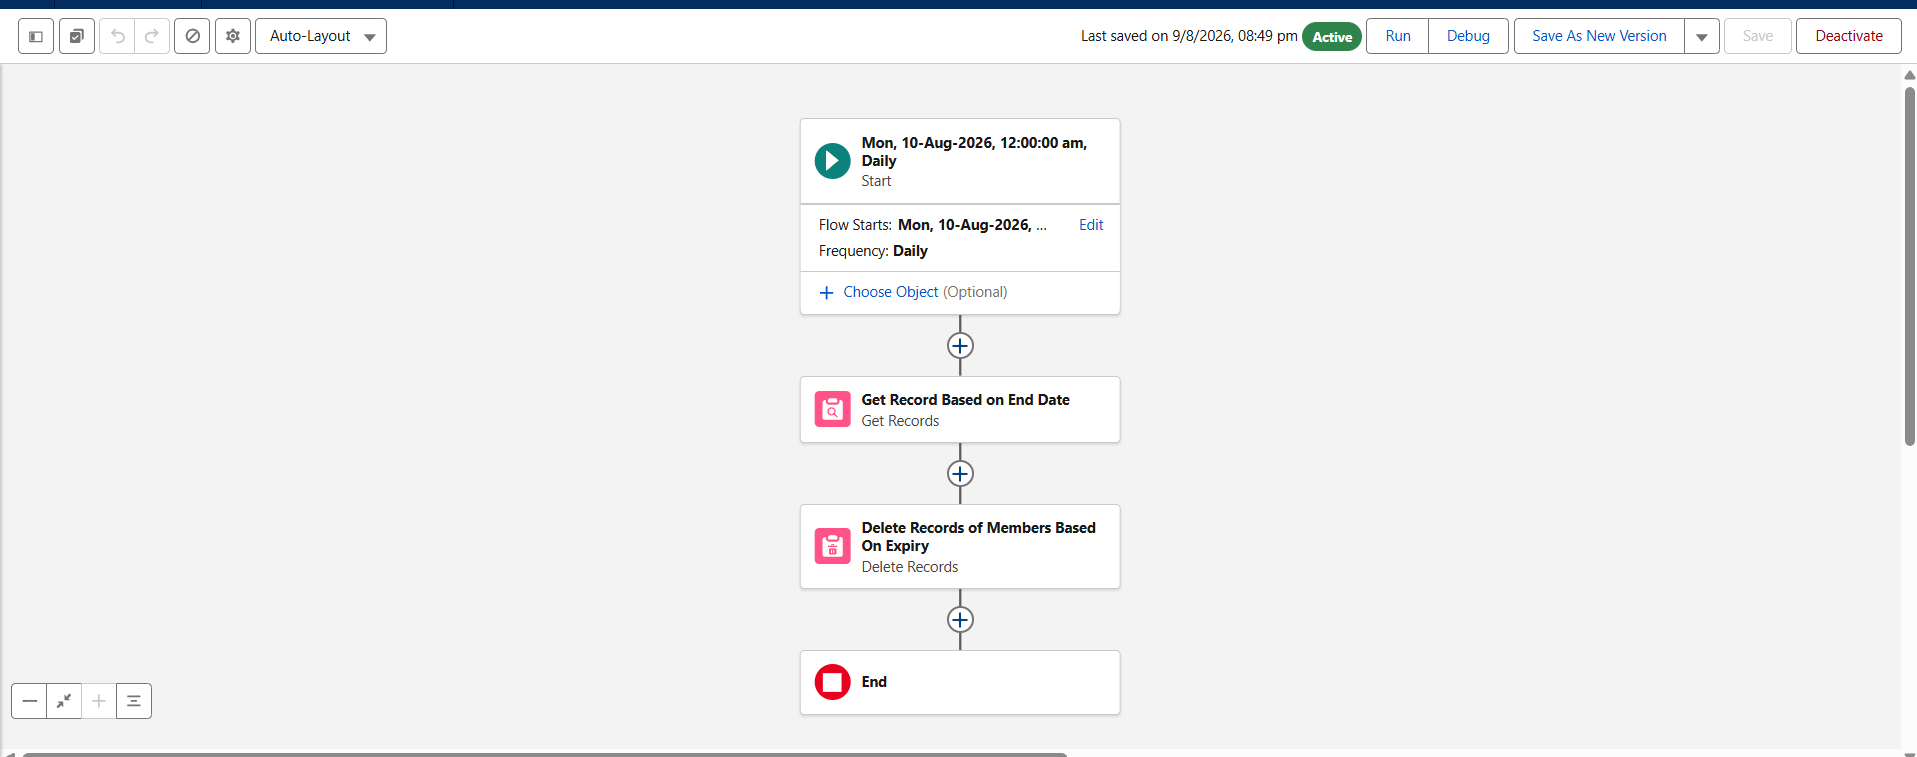 Auto-Layout
Last saved on 9/8/2026, 08:49 pm
Active
Run
Debug
Save As New Version
Save
Deactivate
Mon, 10-Aug-2026, 12:00:00 am,
Daily
Start
Flow Starts: Mon, 10-Aug-2026, ...
Edit
Frequency: Daily
Choose Object (Optional)
Get Record Based on End Date
Get Records
Delete Records of Members Based
On Expiry
Delete Records
End